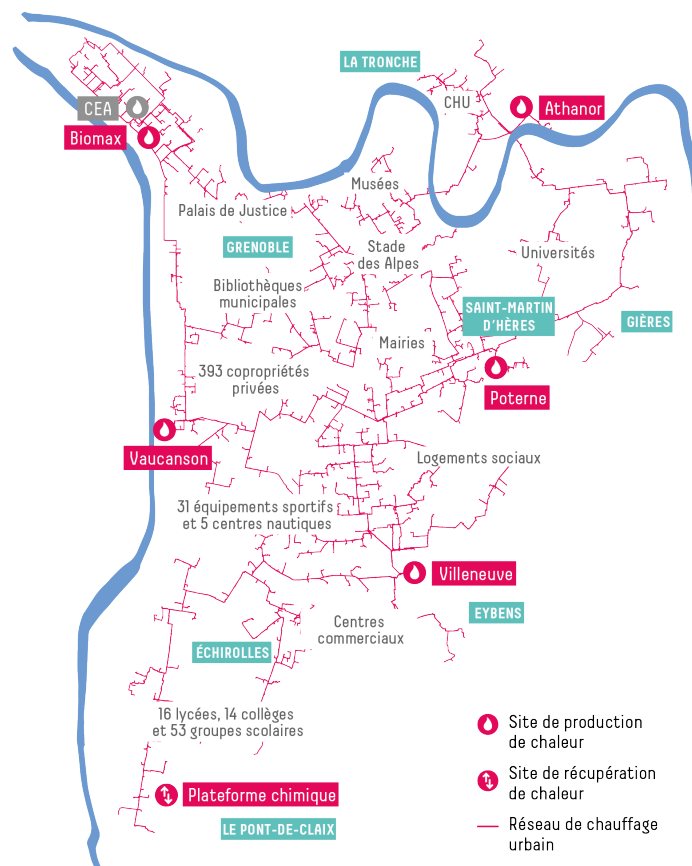 LA TRONCHE
CHU
CEA
Athanor
Biomax
Musées
Palais de Justice
GRENOBLE
Stade
des Alpes
Universités
Bibliothèques
municipales
SAINT-MARTIN
D'HÈRES
GIÈRES
Mairies
393 copropriétés
privées
Poterne
Vaucanson
Logements sociaux
31 équipements sportifs
et 5 centres nautiques
Villeneuve
EYBENS
Centres
commerciaux
ÉCHIROLLES
16 lycées, 14 collèges
et 53 groupes scolaires
Site de production
de chaleur
Site de récupération
de chaleur
Plateforme chimique
LE PONT-DE-CLAIX
Réseau de chauffage
urbain